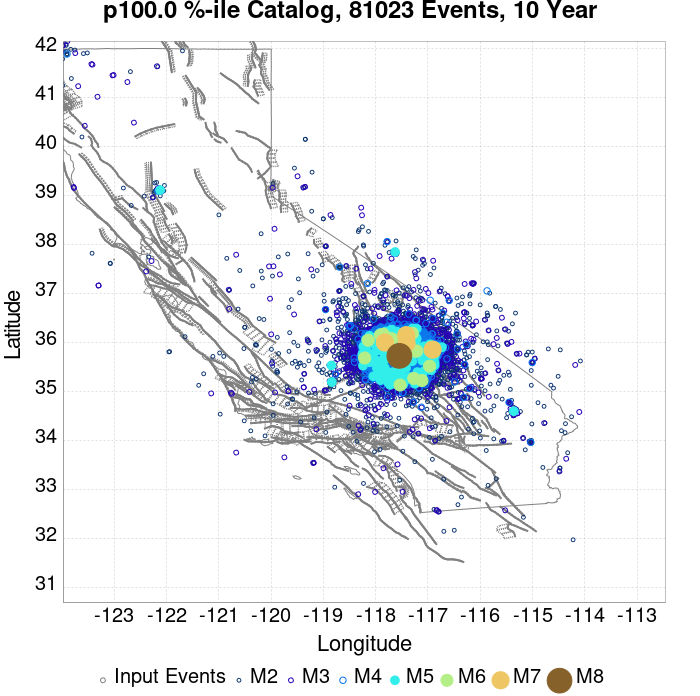 p100.0 %-ile Catalog, 81023 Events, 10 Year
42
41
40
39
38
37
36
35
34
33
32
31
Latitude
-123 -122 -121 -120 -119 -118 -117 -116 -115 -114 -113
Longitude
Input Events M2 M3 M4 M5 M6 M7 M8